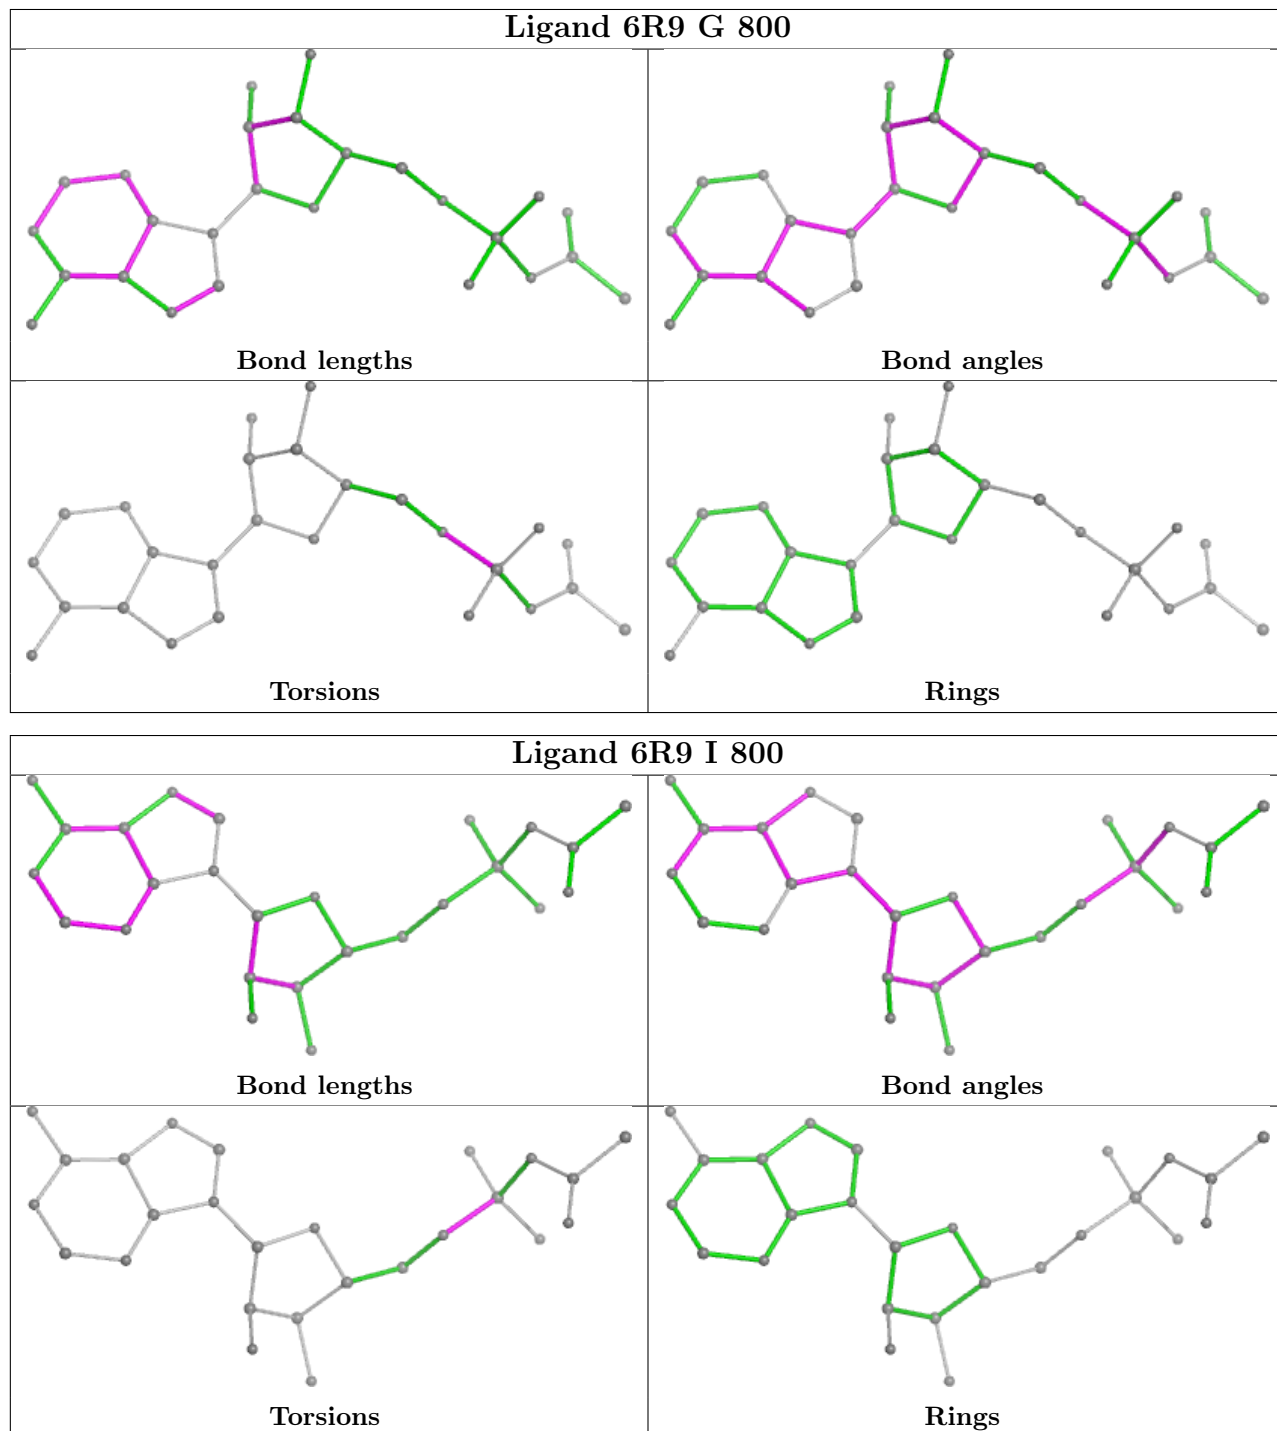 Ligand 6R9 G 800
Bond lengths
Bond angles
Torsions
Rings
Ligand 6R9 I 800
Bond lengths
Bond angles
Torsions
Rings